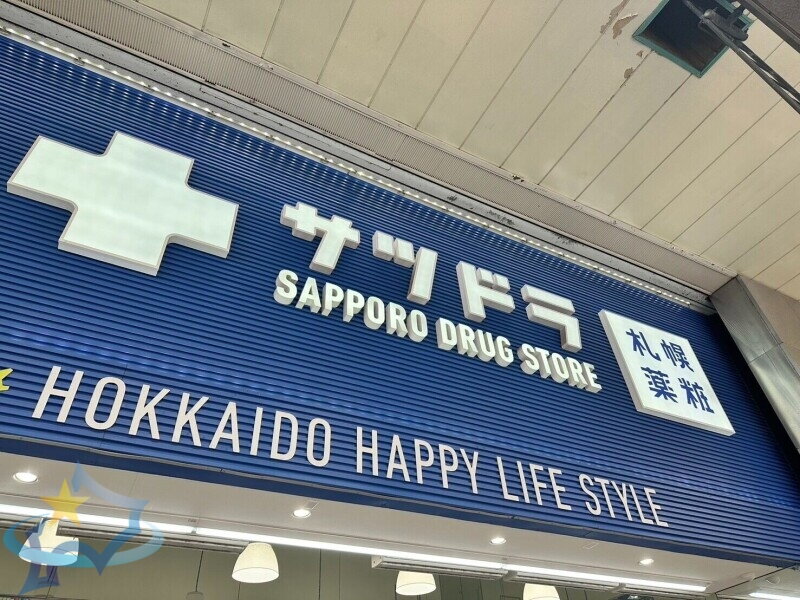 サツドラ
SAPPORO DRUG STORE
札幌
薬粧
HOKKAIDO HAPPY LIFE STYLE